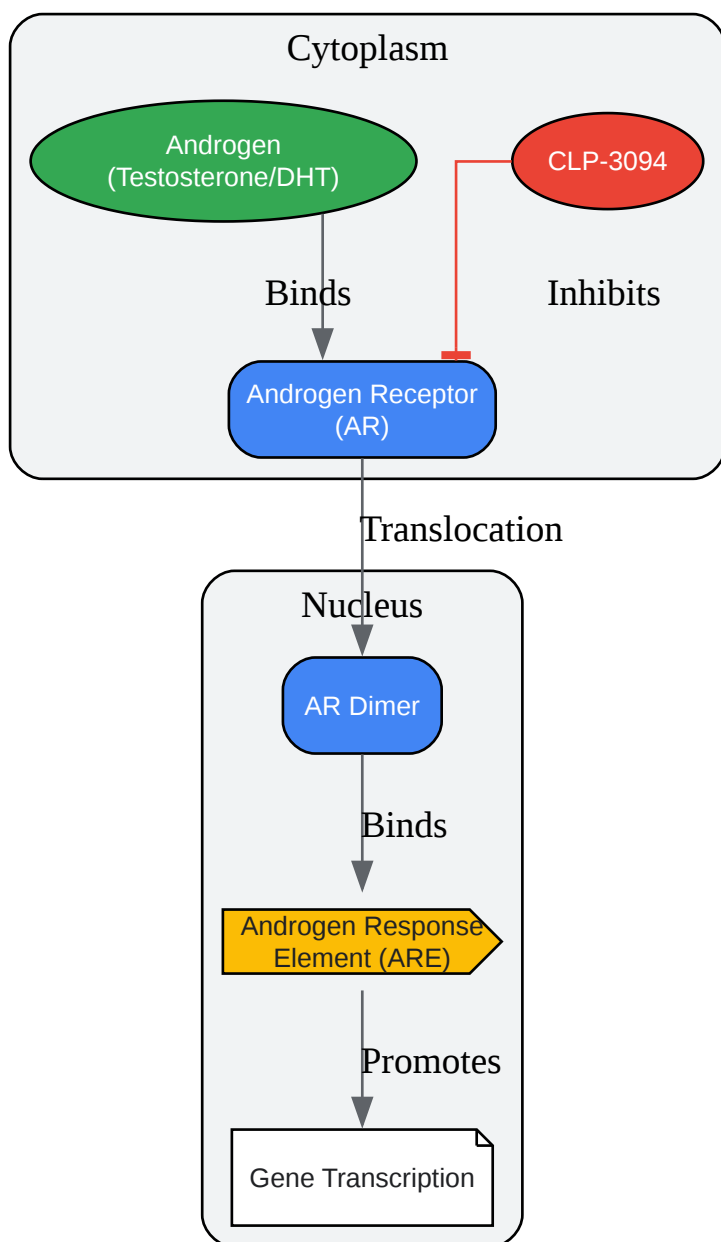 Cytoplasm
Androgen
(Testosterone/DHT)
CLP-3094
Binds
Inhibits
Androgen Receptor
(AR)
Translocation
Nucleus
AR Dimer
Binds
Androgen Response
Element (ARE)
Promotes
Gene Transcription